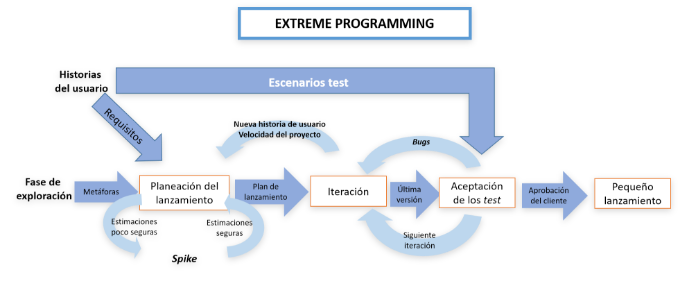 EXTREME PROGRAMMING
Historias
del usuario
Escenarios test
Requisitos
Nueva historia de usuario
Velocidad del proyecto
Bugs
Fase de
exploración
Metáforas
Planeación del
lanzamiento
Plan de
lanzamiento
Iteración
Última
versión
Aceptación
de los test
Aprobación
del cliente
Pequeño
lanzamiento
Estimaciones
poco seguras
Estimaciones
seguras
Siguiente
iteración
Spike